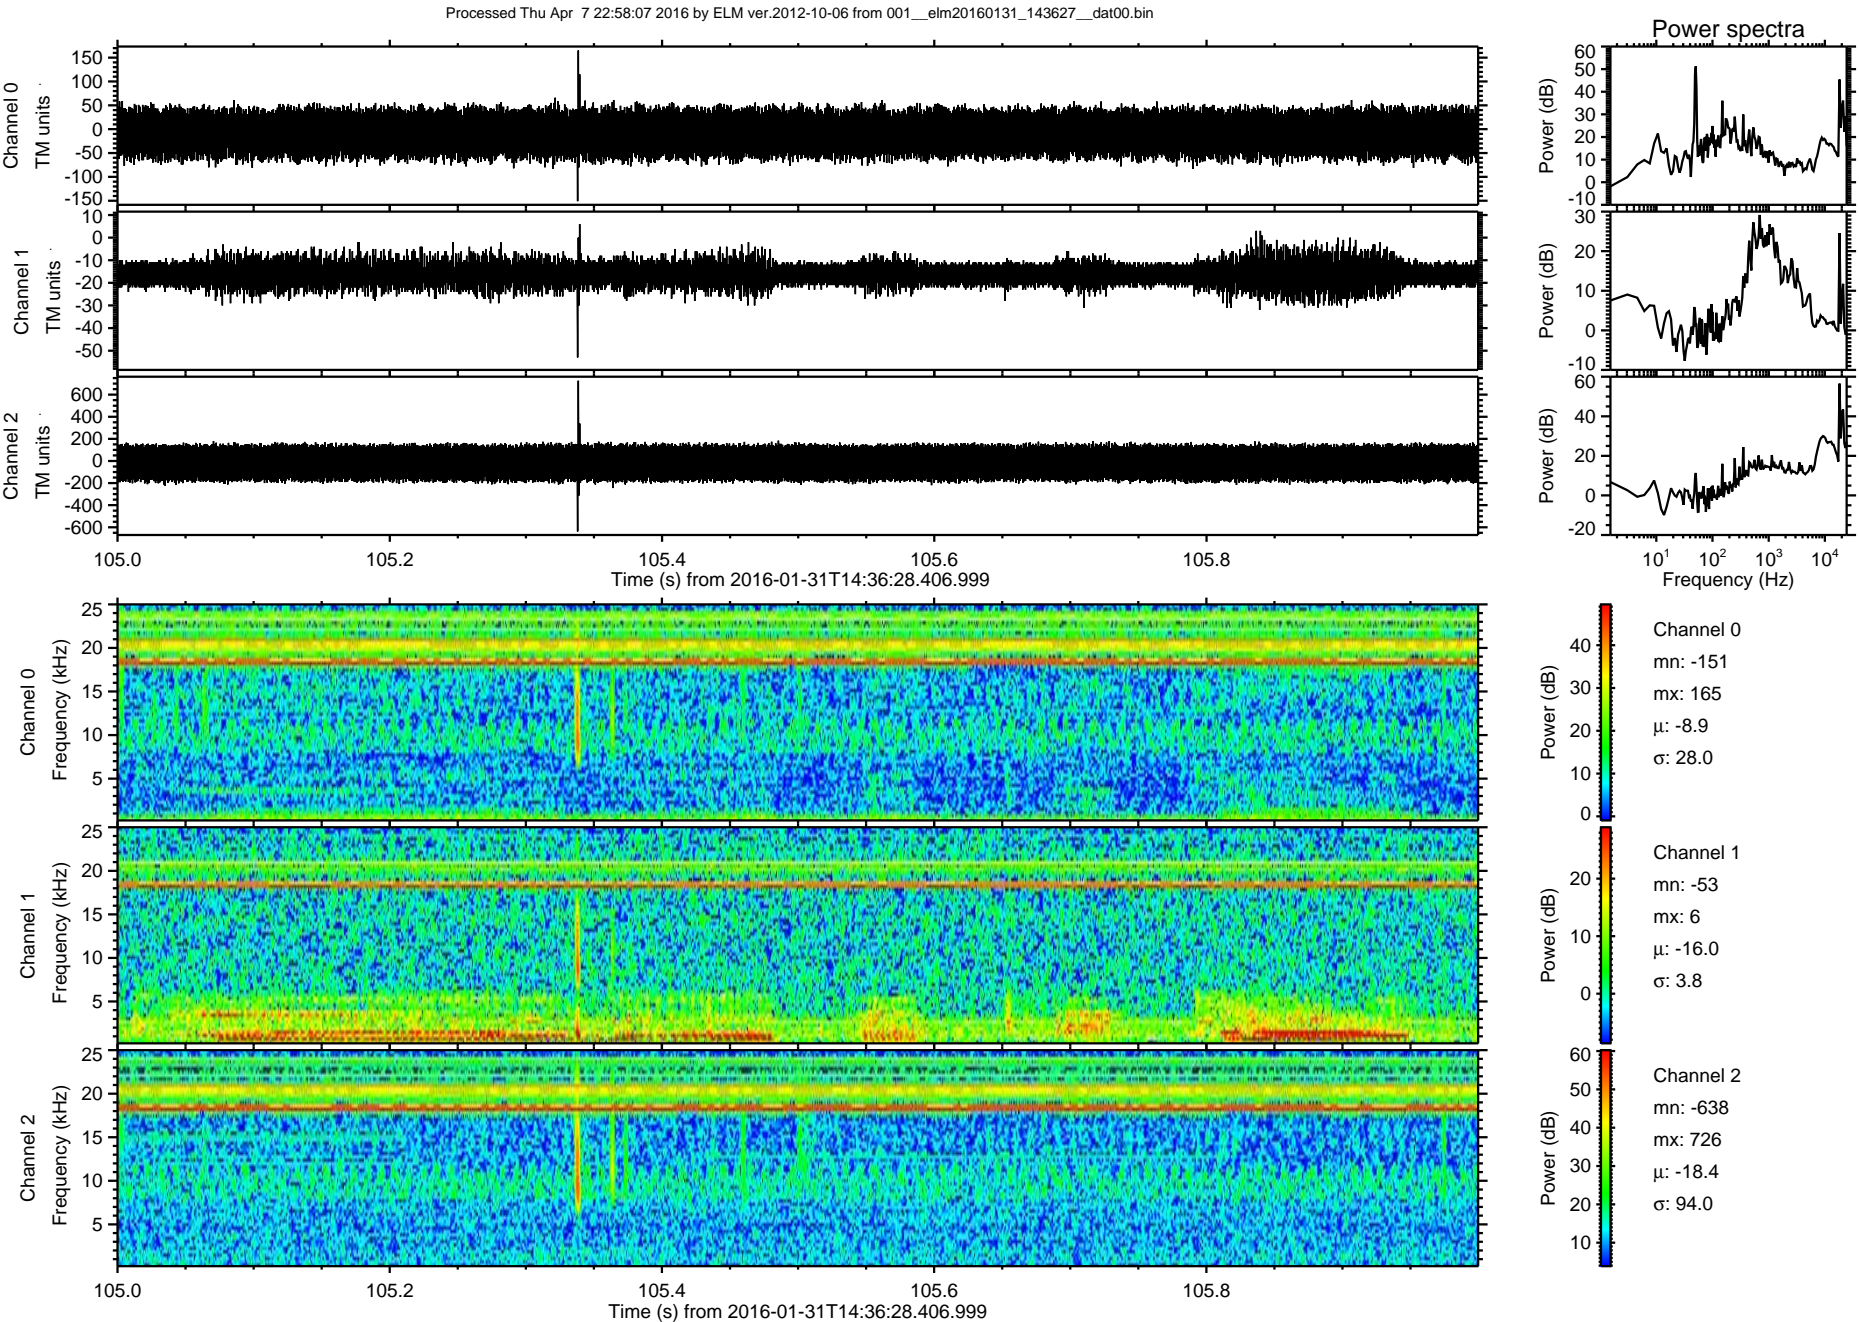 Processed Thu Apr  7 22:58:07 2016 by ELM ver.2012-10-06 from 001__elm20160131_143627__dat00.bin
Power spectra
Channel 0
TM units
150
100
50
0
-50
-100
-150
Power (dB)
60
50
40
30
20
10
0
-10
Channel 1
TM units
10
0
-10
-20
-30
-40
-50
Power (dB)
30
20
10
0
-10
Channel 2
TM units
600
400
200
0
-200
-400
-600
Power (dB)
60
40
20
0
-20
105.0 105.2 105.4 105.6 105.8
Time (s) from 2016-01-31T14:36:28.406.999
10¹ 10² 10³ 10⁴
Frequency (Hz)
Channel 0
Frequency (kHz)
25
20
15
10
5
Power (dB)
40
30
20
10
0
Channel 0
mn: -151
mx: 165
μ: -8.9
σ: 28.0
Channel 1
Frequency (kHz)
25
20
15
10
5
Power (dB)
20
10
0
Channel 1
mn: -53
mx: 6
μ: -16.0
σ: 3.8
Channel 2
Frequency (kHz)
25
20
15
10
5
Power (dB)
60
50
40
30
20
10
Channel 2
mn: -638
mx: 726
μ: -18.4
σ: 94.0
105.0 105.2 105.4 105.6 105.8
Time (s) from 2016-01-31T14:36:28.406.999